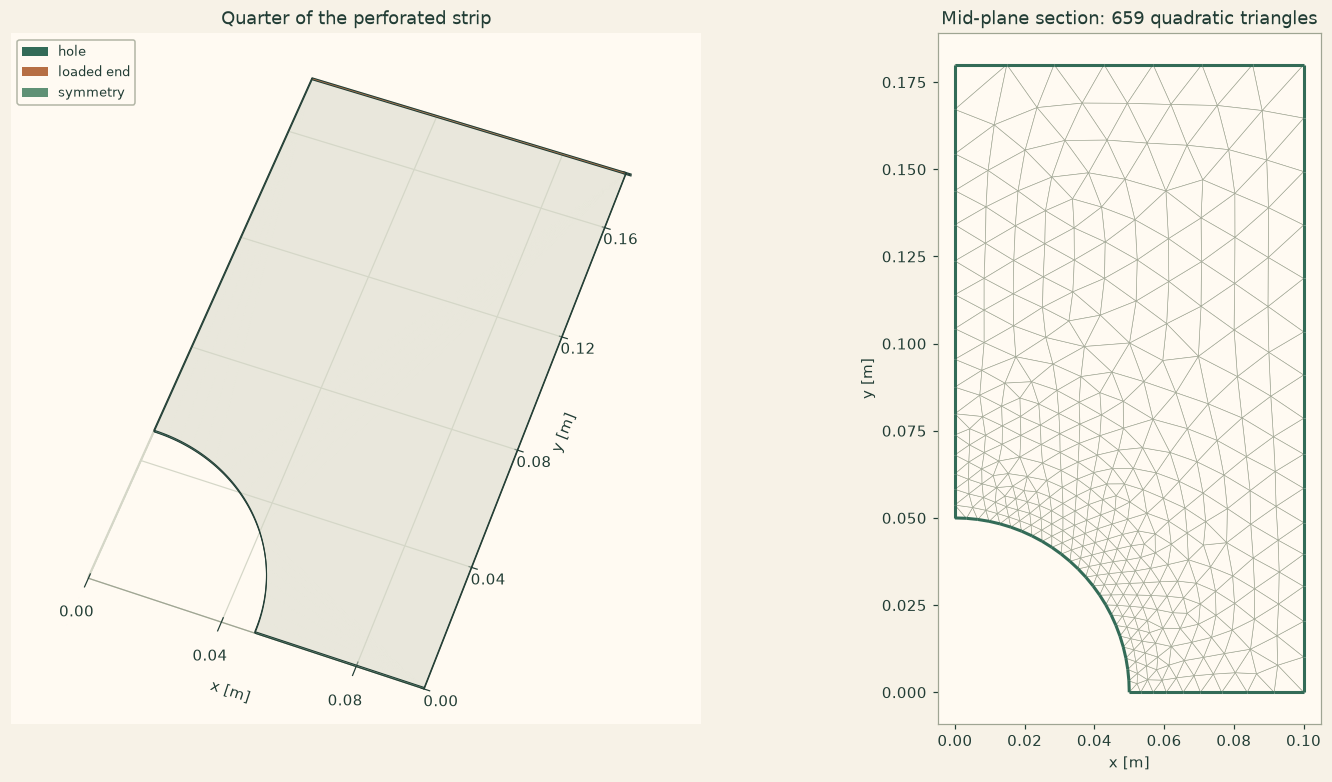 Quarter of the perforated strip
hole
loaded end
symmetry
0.16
0.12
0.08
0.04
0.00
y [m]
0.00
0.04
0.08
x [m]
Mid-plane section: 659 quadratic triangles
0.175
0.150
0.125
0.100
0.075
0.050
0.025
0.000
y [m]
0.00
0.02
0.04
0.06
0.08
0.10
x [m]